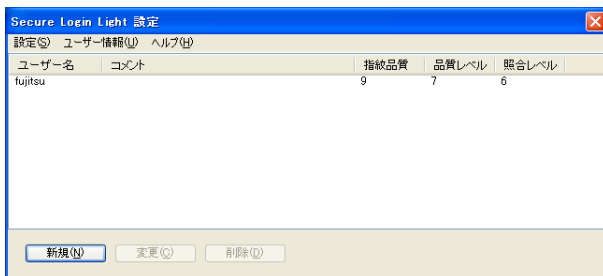 Secure Login Light 設定
設定(S) ユーザー情報(U) ヘルプ(H)
ユーザー名 コメント 指紋品質 品質レベル 照合レベル
fujitsu 9 7 6
新規(N) 変更(C) 削除(D)